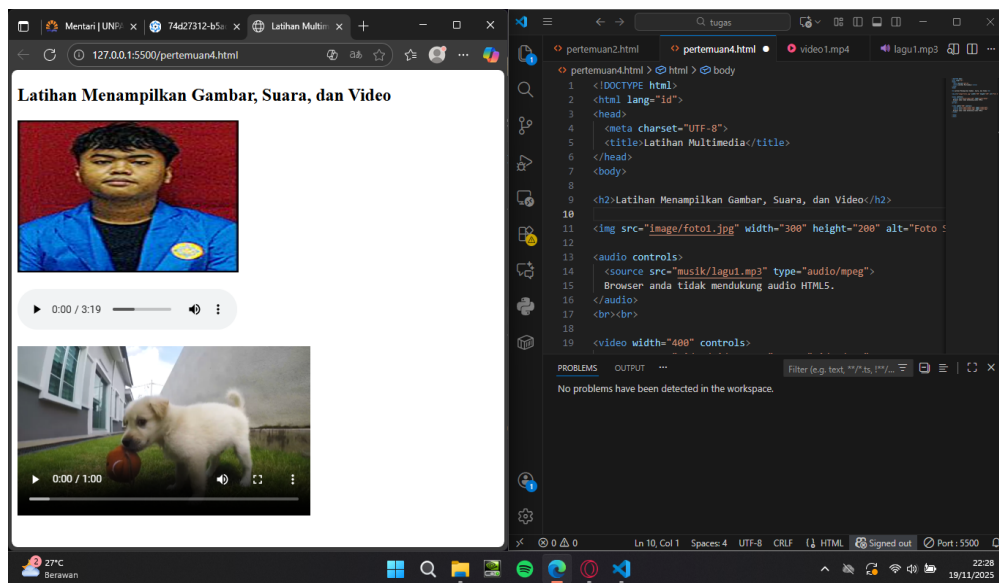 Mentari | UNPA
74d27312-b5a
Latihan Multim
127.0.0.1:5500/pertemuan4.html
Latihan Menampilkan Gambar, Suara, dan Video
0:00 / 3:19
0:00 / 1:00
tugas
pertemuan2.html
pertemuan4.html
video1.mp4
lagu1.mp3
pertemuan4.html > html > body
1 <!DOCTYPE html>
2 <html lang="id">
3 <head>
4 <meta charset="UTF-8">
5 <title>Latihan Multimedia</title>
6 </head>
7 <body>
8
9 <h2>Latihan Menampilkan Gambar, Suara, dan Video</h2>
10
11 <img src="image/foto1.jpg" width="300" height="200" alt="Foto S
12
13 <audio controls>
14 <source src="musik/lagu1.mp3" type="audio/mpeg">
15 Browser anda tidak mendukung audio HTML5.
16 </audio>
17 <br><br>
18
19 <video width="400" controls>
PROBLEMS
OUTPUT
Filter (e.g. text, **/*.ts, !**/...
No problems have been detected in the workspace.
0 0
Ln 10, Col 1
Spaces: 4
UTF-8
CRLF
HTML
Signed out
Port : 5500
2
27°C
Berawan
22:28
19/11/2025